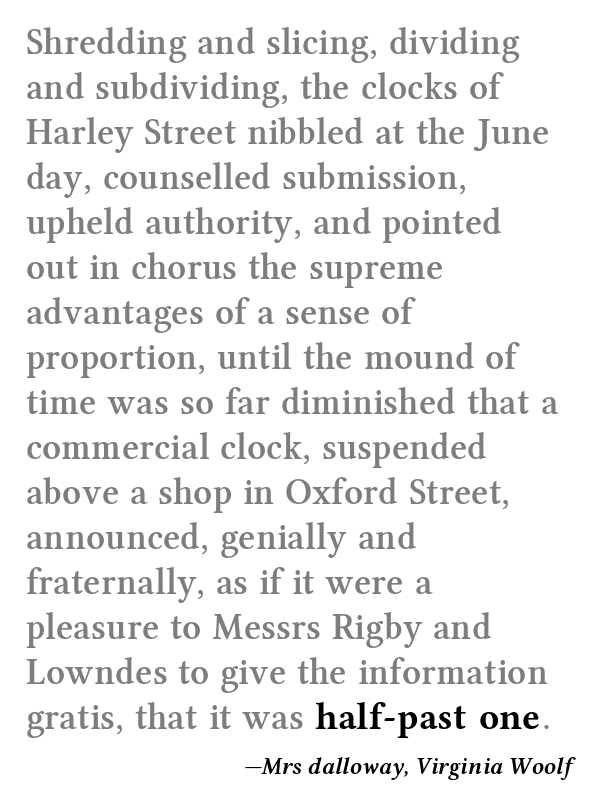 Shredding and slicing, dividing
and subdividing, the clocks of
Harley Street nibbled at the June
day, counselled submission,
upheld authority, and pointed
out in chorus the supreme
advantages of a sense of
proportion, until the mound of
time was so far diminished that a
commercial clock, suspended
above a shop in Oxford Street,
announced, genially and
fraternally, as if it were a
pleasure to Messrs Rigby and
Lowndes to give the information
gratis, that it was half-past one.
—Mrs dalloway, Virginia Woolf